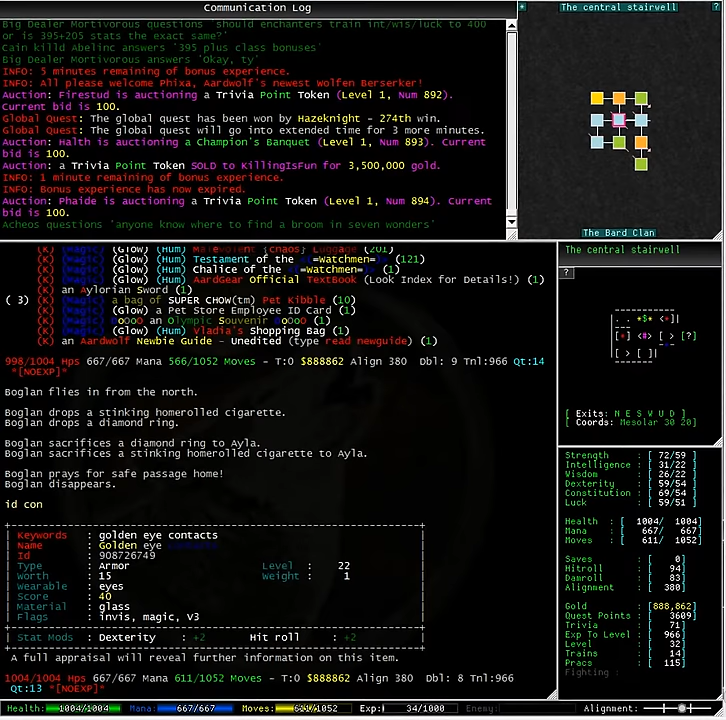 Communication Log
Big Dealer Mortivorous questions 'should enchanters train int/wis/luck to 400
or is 395+205 stats the exact same?'
Cain killd Abelinc answers '395 plus class bonuses'
Big Dealer Mortivorous answers 'Okay, ty'
INFO: 5 minutes remaining of bonus experience.
INFO: All please welcome Phixa, Aardwolf's newest Wolfen Berserker!
Auction: Firestud is auctioning a Trivia Point Token (Level 1, Num 892).
Current bid is 100.
Global Quest: The global quest has been won by Hazeknight - 274th win.
Global Quest: The global quest will go into extended time for 3 more minutes.
Auction: Halth is auctioning a Champion's Banquet (Level 1, Num 893). Current
bid is 100.
Auction: a Trivia Point Token SOLD to KillingIsFun for 3,500,000 gold.
INFO: 1 minute remaining of bonus experience.
INFO: Bonus experience has now expired.
Auction: Phaide is auctioning a Trivia Point Token (Level 1, Num 894). Current
bid is 100.
Acheos questions 'anyone know where to find a broom in seven wonders'
* The central stairwell ?
The Bard Clan
(K) (Magic) (Glow) (Hum) Malevolent {chaos} Luggage (201)
(K) (Magic) (Glow) (Hum) Testament of the =Watchmen= (121)
(K) (Magic) (Glow) Chalice of the =Watchmen= (1)
(K) (Magic) (Glow) (Hum) AardGear Official TextBook (Look Index for Details!) (1)
(K) an Aylorian Sword (1)
( 3) (K) (Magic) a bag of SUPER CHOW(tm) Pet Kibble (10)
(K) (Magic) (Glow) a Pet Store Employee ID Card (1)
(K) (Magic) oOoO an Olympic Souvenir OoOo (1)
(K) (Magic) (Glow) (Hum) Vladia's Shopping Bag (1)
(K) an Aardwolf Newbie Guide - Unedited (type read newguide) (1)
998/1004 Hps 667/667 Mana 566/1052 Moves - T:0 $888862 Align 380 Dbl: 9 Tnl:966 Qt:14
*[NOEXP]*
Boglan flies in from the north.
Boglan drops a stinking homerolled cigarette.
Boglan drops a diamond ring.
Boglan sacrifices a diamond ring to Ayla.
Boglan sacrifices a stinking homerolled cigarette to Ayla.
Boglan prays for safe passage home!
Boglan disappears.
id con
Keywords : golden eye contacts
Name : Golden eye
Id : 908726749
Type : Armor Level : 22
Worth : 15 Weight : 1
Wearable : eyes
Score : 40
Material : glass
Flags : invis, magic, V3
Stat Mods : Dexterity : +2 Hit roll : +2
A full appraisal will reveal further information on this item.
1004/1004 Hps 667/667 Mana 611/1052 Moves - T:0 $888862 Align 380 Dbl: 8 Tnl:966
Qt:13 *[NOEXP]*
The central stairwell
?
[ Exits: N E S W U D ]
[ Coords: Mesolar 30 20]
Strength : [ 72/59 ]
Intelligence : [ 31/22 ]
Wisdom : [ 26/22 ]
Dexterity : [ 59/54 ]
Constitution : [ 69/54 ]
Luck : [ 59/51 ]
Health : [ 1004/ 1004]
Mana : [ 667/ 667]
Moves : [ 611/ 1052]
Saves : [ 0]
Hitroll : [ 94]
Damroll : [ 83]
Alignment : [ 380]
Gold : [888,862]
Quest Points : [ 3609]
Trivia : [ 71]
Exp To Level : [ 966]
Level : [ 32]
Trains : [ 14]
Pracs : [ 115]
Fighting :
Health: 1004/1004 Mana: 667/667 Moves: 611/1052 Exp: 34/1000 Enemy: Alignment: